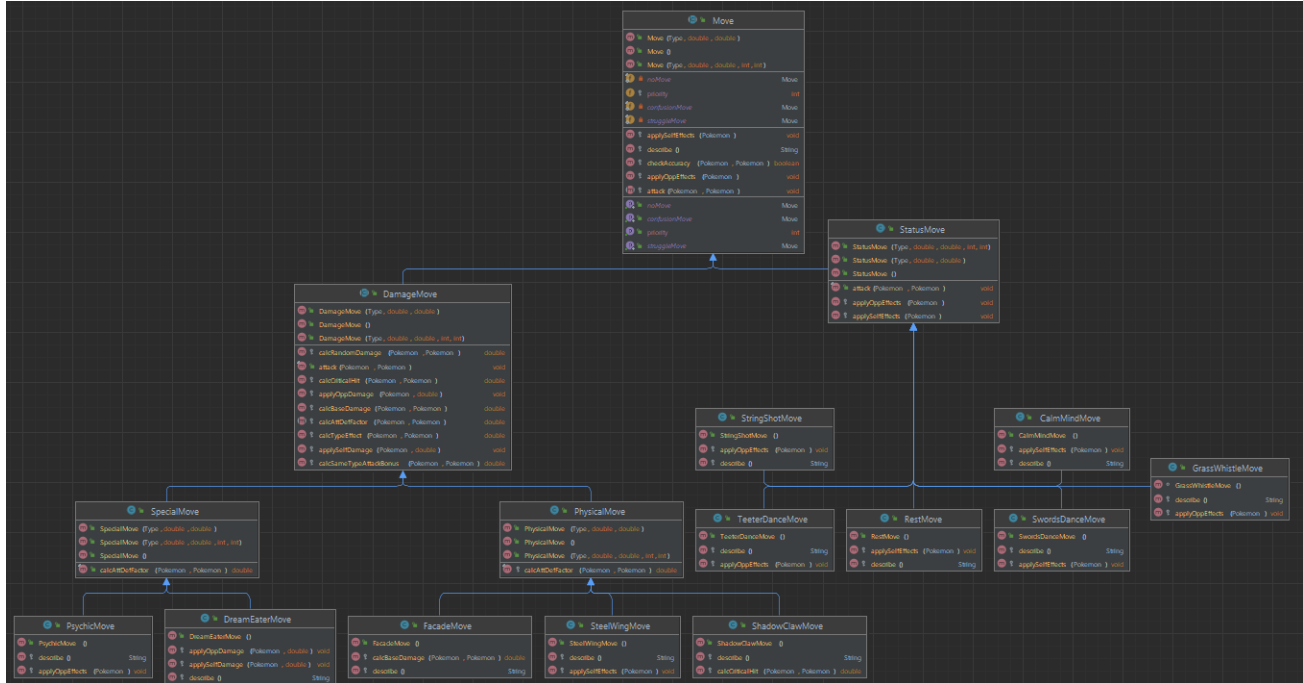 Move
Move (Type, double, double)
Move ()
Move (Type, double, double, int, int)
noMove Move
priority int
confusionMove Move
struggleMove Move
applySelfEffects (Pokemon) void
describe () String
checkAccuracy (Pokemon, Pokemon) boolean
applyOppEffects (Pokemon) void
attack (Pokemon, Pokemon) void
noMove Move
confusionMove Move
priority int
struggleMove Move
StatusMove
StatusMove (Type, double, double, int, int)
StatusMove (Type, double, double)
StatusMove ()
attack (Pokemon, Pokemon) void
applyOppEffects (Pokemon) void
applySelfEffects (Pokemon) void
DamageMove
DamageMove (Type, double, double)
DamageMove ()
DamageMove (Type, double, double, int, int)
calcRandomDamage (Pokemon, Pokemon) double
attack (Pokemon, Pokemon) void
calcCriticalHit (Pokemon, Pokemon) double
applyOppDamage (Pokemon, double) void
calcBaseDamage (Pokemon, Pokemon) double
calcAttDefFactor (Pokemon, Pokemon) double
calcTypeEffect (Pokemon, Pokemon) double
applySelfDamage (Pokemon, double) void
calcSameTypeAttackBonus (Pokemon, Pokemon) double
StringShotMove
StringShotMove ()
applyOppEffects (Pokemon) void
describe () String
CalmMindMove
CalmMindMove ()
applySelfEffects (Pokemon) void
describe () String
GrassWhistleMove
GrassWhistleMove ()
describe () String
applyOppEffects (Pokemon) void
SpecialMove
SpecialMove (Type, double, double)
SpecialMove (Type, double, double, int, int)
SpecialMove ()
calcAttDefFactor (Pokemon, Pokemon) double
PhysicalMove
PhysicalMove (Type, double, double)
PhysicalMove ()
PhysicalMove (Type, double, double, int, int)
calcAttDefFactor (Pokemon, Pokemon) double
TeeterDanceMove
TeeterDanceMove ()
describe () String
applyOppEffects (Pokemon) void
RestMove
RestMove ()
applySelfEffects (Pokemon) void
describe () String
SwordsDanceMove
SwordsDanceMove ()
describe () String
applySelfEffects (Pokemon) void
PsychicMove
PsychicMove ()
describe () String
applyOppEffects (Pokemon) void
DreamEaterMove
DreamEaterMove ()
applyOppDamage (Pokemon, double) void
applySelfDamage (Pokemon, double) void
describe () String
FacadeMove
FacadeMove ()
calcBaseDamage (Pokemon, Pokemon) double
describe () String
SteelWingMove
SteelWingMove ()
describe () String
applySelfEffects (Pokemon) void
ShadowClawMove
ShadowClawMove ()
describe () String
calcCriticalHit (Pokemon, Pokemon) double